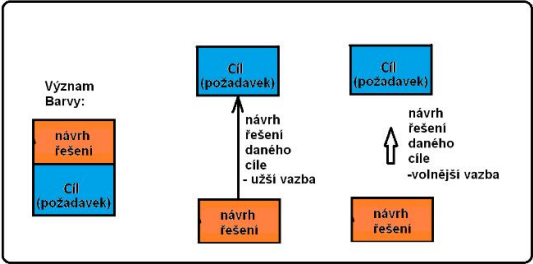 Význam
Barvy:
návrh
řešení
Cíl
(požadavek)
Cíl
(požadavek)
návrh
řešení
daného
cíle
- užší vazba
návrh
řešení
Cíl
(požadavek)
návrh
řešení
daného
cíle
-volnější vazba
návrh
řešení